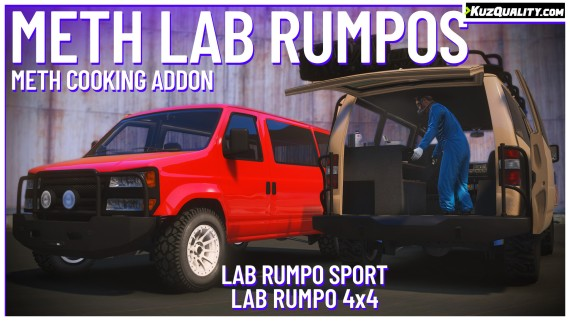 METH LAB RUMPOS
KUZQUALITY.COM
METH COOKING ADDON
LAB RUMPO SPORT
LAB RUMPO 4x4